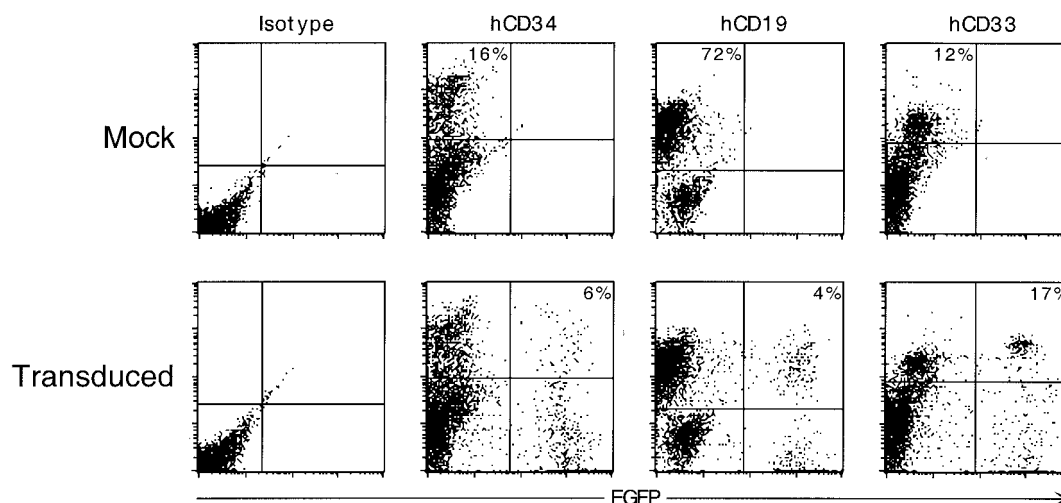 Isotype hCD34 hCD19 hCD33
Mock 16% 72% 12%
Transduced 6% 4% 17%
EGFP